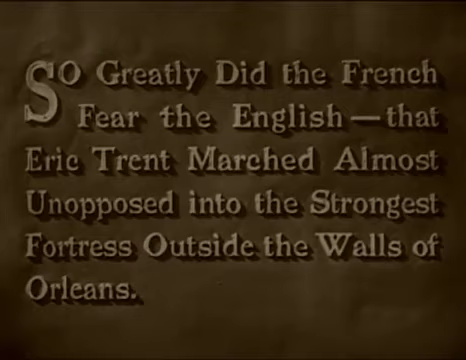 So Greatly Did the French
Fear the English—that
Eric Trent Marched Almost
Unopposed into the Strongest
Fortress Outside the Walls of
Orleans.